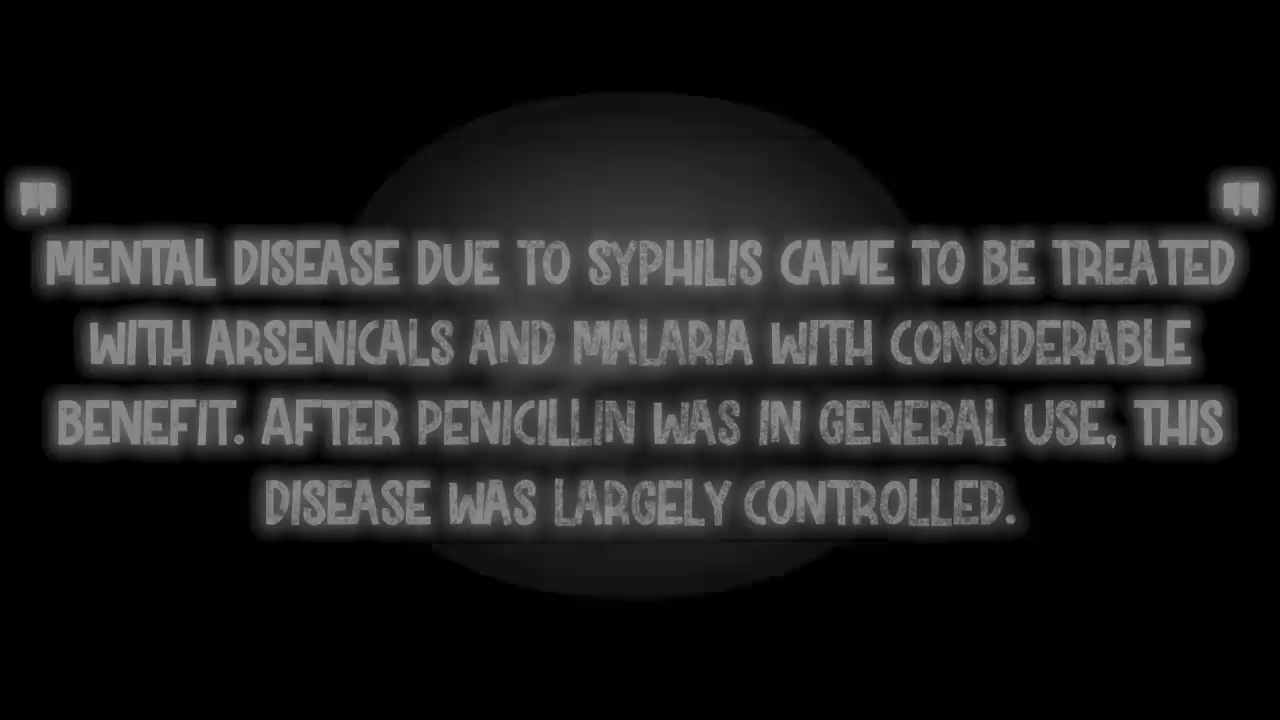 "MENTAL DISEASE DUE TO SYPHILIS CAME TO BE TREATED
WITH ARSENICALS AND MALARIA WITH CONSIDERABLE
BENEFIT. AFTER PENICILLIN WAS IN GENERAL USE, THIS
DISEASE WAS LARGELY CONTROLLED."